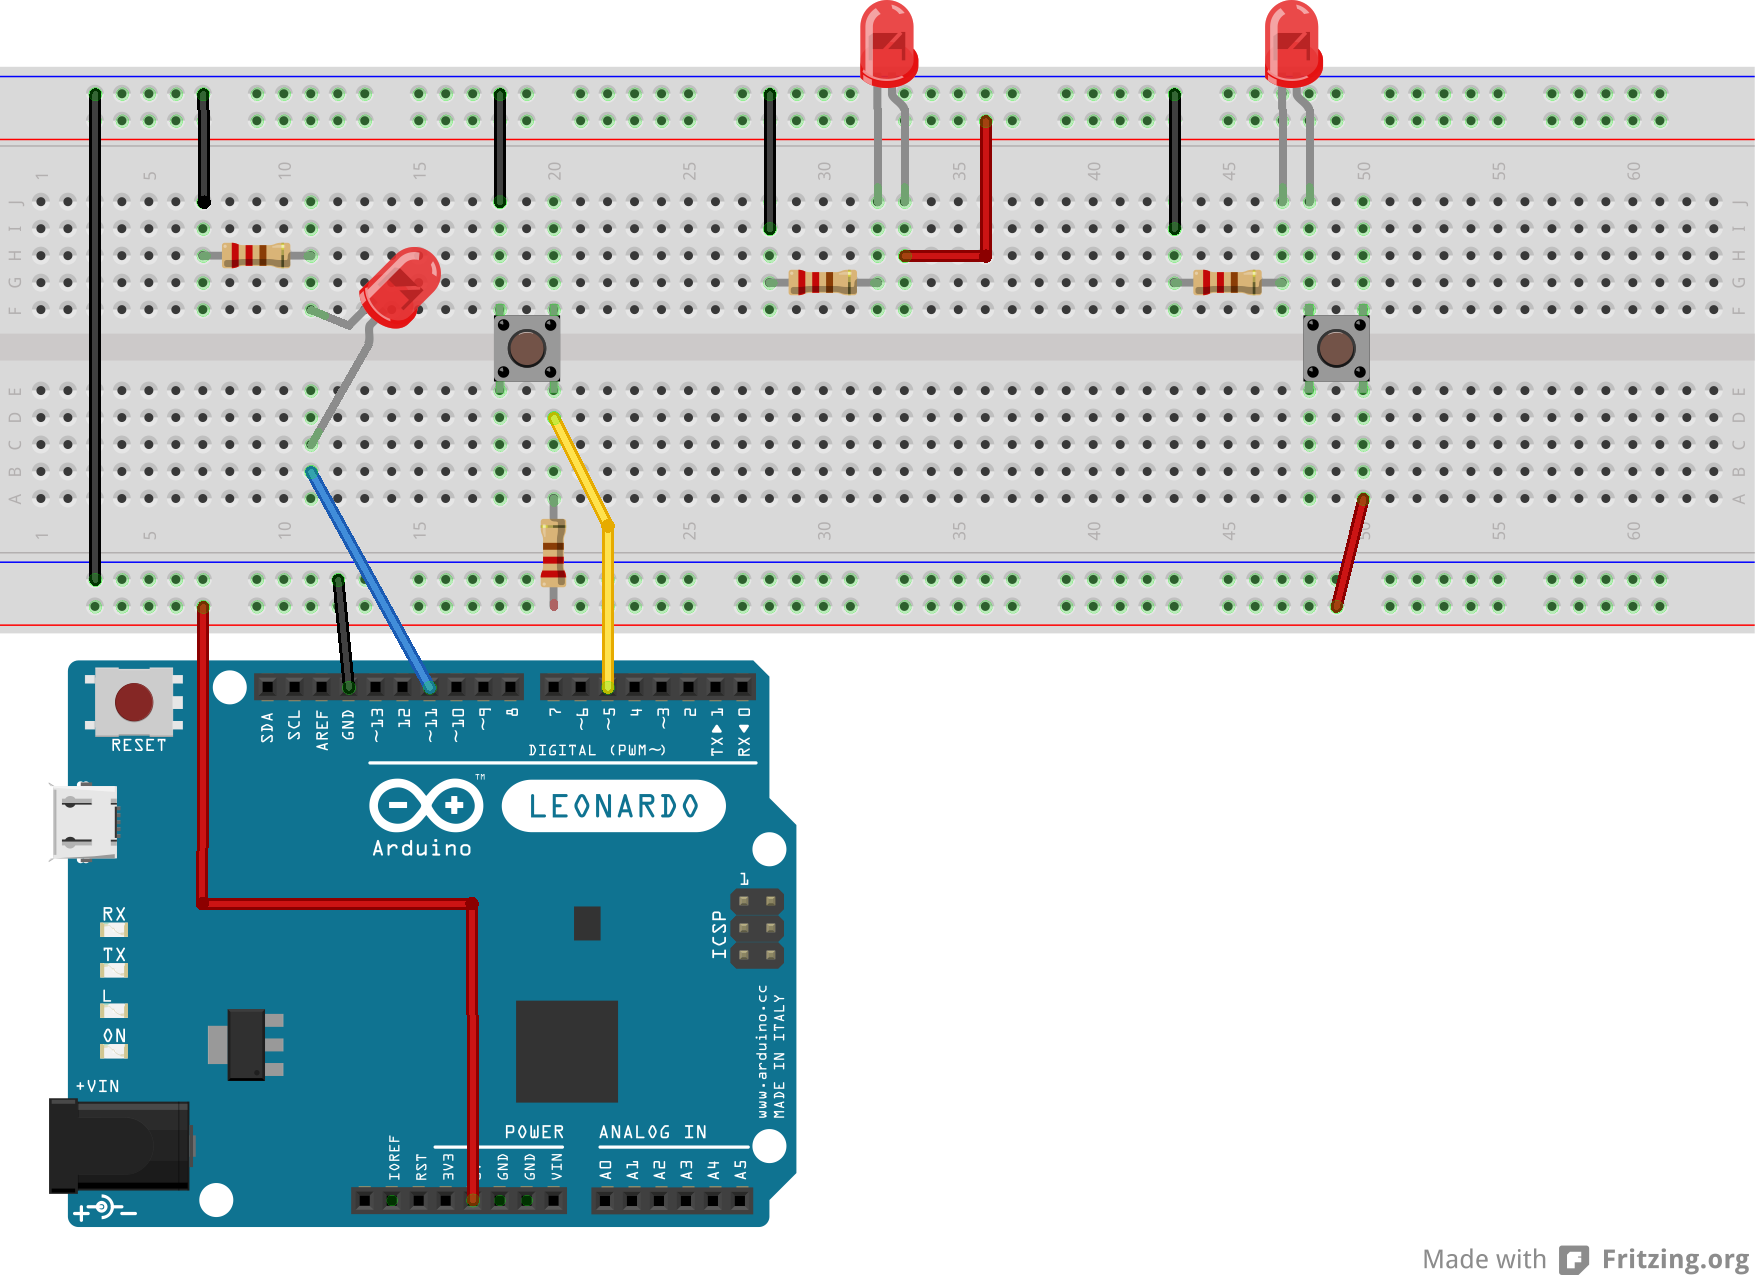 1 5 10 15 20 25 30 35 40 45 50 55 60
J J
I I
H H
G G
F F
E E
D D
C C
B B
A A
1 5 10 15 20 25 30 35 40 45 50 55 60
RESET
SDA SCL AREF GND ~13 12 ~11 ~10 ~9 8 7 ~6 ~5 4 ~3 2 TX▶1 RX◀0
DIGITAL (PWM~)
TM
LEONARDO
Arduino
1
ICSP
RX
TX
L
ON
+VIN
www.arduino.cc
MADE IN ITALY
POWER ANALOG IN
IOREF RST 3V3 GND GND VIN A0 A1 A2 A3 A4 A5
Made with Fritzing.org